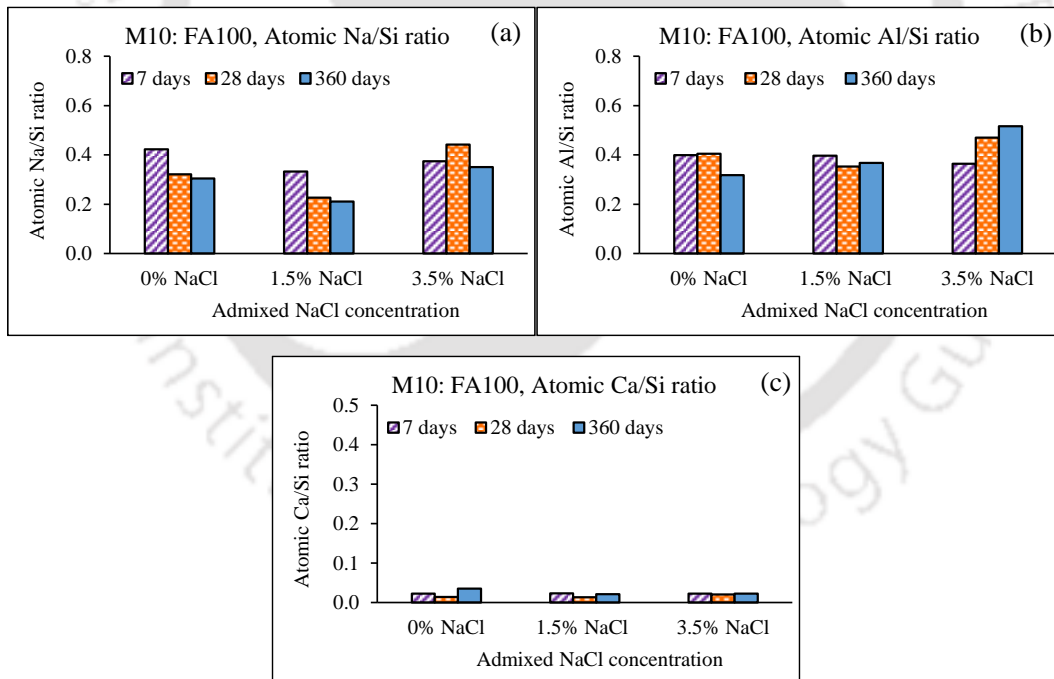 M10: FA100, Atomic Na/Si ratio (a)
7 days 28 days 360 days
0.8
0.6
0.4
0.2
0.0
Atomic Na/Si ratio
0% NaCl 1.5% NaCl 3.5% NaCl
Admixed NaCl concentration
M10: FA100, Atomic Al/Si ratio (b)
7 days 28 days 360 days
0.8
0.6
0.4
0.2
0.0
Atomic Al/Si ratio
0% NaCl 1.5% NaCl 3.5% NaCl
Admixed NaCl concentration
M10: FA100, Atomic Ca/Si ratio (c)
7 days 28 days 360 days
0.5
0.4
0.3
0.2
0.1
0.0
Atomic Ca/Si ratio
0% NaCl 1.5% NaCl 3.5% NaCl
Admixed NaCl concentration